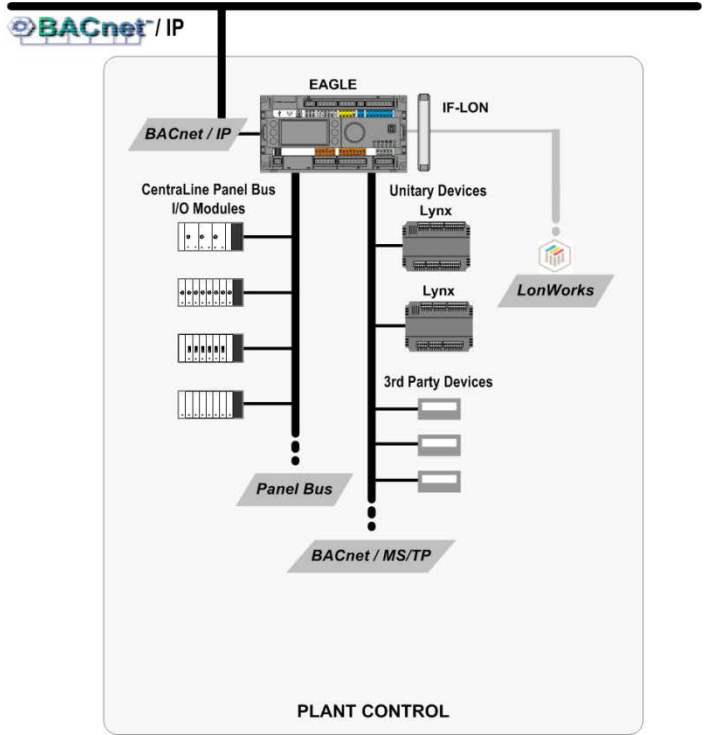 BACnet™/ IP
EAGLE
IF-LON
BACnet / IP
CentraLine Panel Bus
I/O Modules
Unitary Devices
Lynx
Lynx
LonWorks
3rd Party Devices
Panel Bus
BACnet / MS/TP
PLANT CONTROL